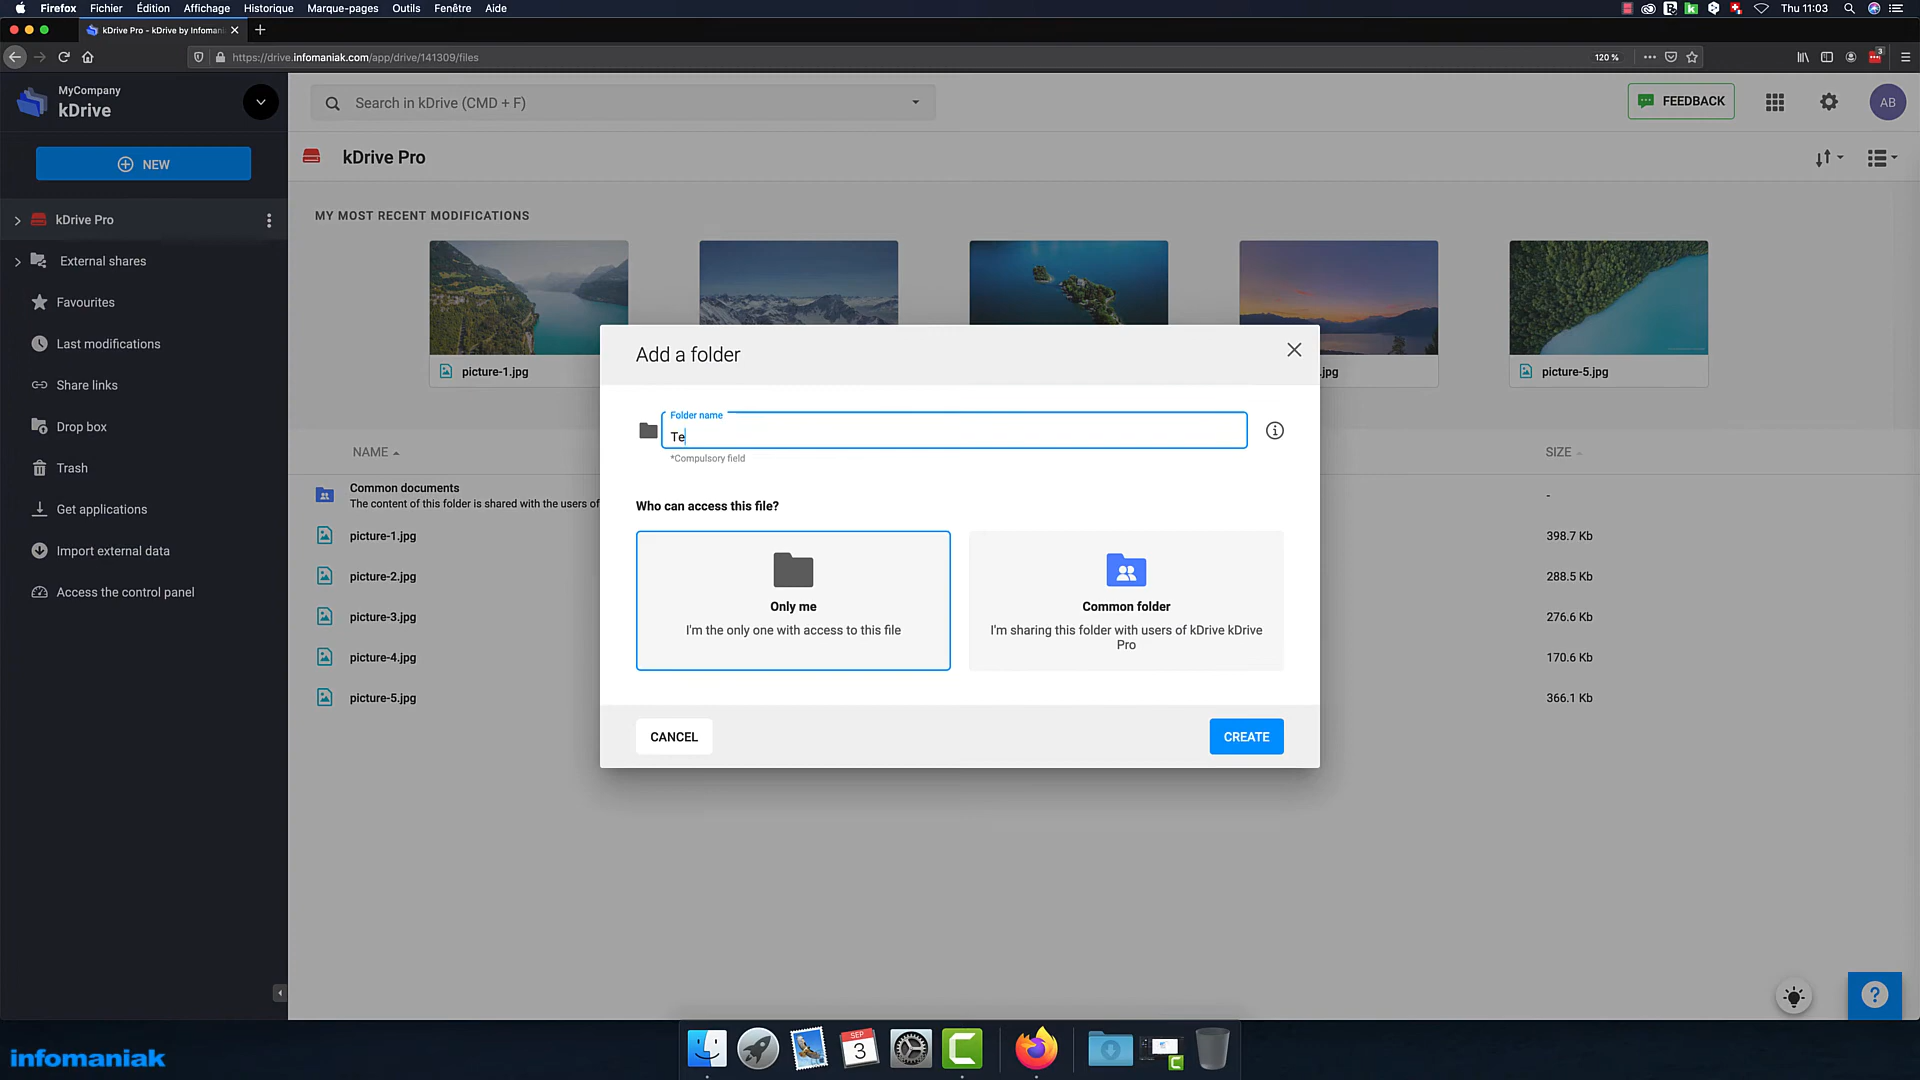 Firefox Fichier Édition Affichage Historique Marque-pages Outils Fenêtre Aide Thu 11:03
kDrive Pro - kDrive by Infoman
https://drive.infomaniak.com/app/drive/141309/files 120 % 3
MyCompany
kDrive
Search in kDrive (CMD + F)
FEEDBACK
AB
NEW
kDrive Pro
External shares
Favourites
Last modifications
Share links
Drop box
Trash
Get applications
Import external data
Access the control panel
kDrive Pro
MY MOST RECENT MODIFICATIONS
picture-1.jpg
.jpg
picture-5.jpg
NAME
SIZE
Common documents
The content of this folder is shared with the users of
-
picture-1.jpg 398.7 Kb
picture-2.jpg 288.5 Kb
picture-3.jpg 276.6 Kb
picture-4.jpg 170.6 Kb
picture-5.jpg 366.1 Kb
Add a folder
Folder name
Te
*Compulsory field
Who can access this file?
Only me
I'm the only one with access to this file
Common folder
I'm sharing this folder with users of kDrive kDrive
Pro
CANCEL
CREATE
?
SEP
3
infomaniak